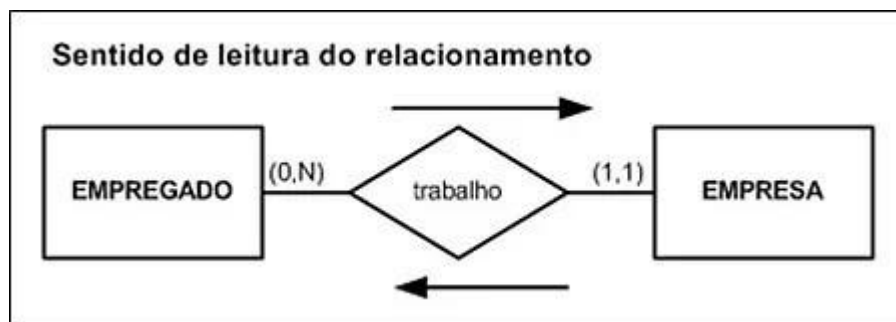 Sentido de leitura do relacionamento
EMPREGADO (0,N) trabalho (1,1) EMPRESA